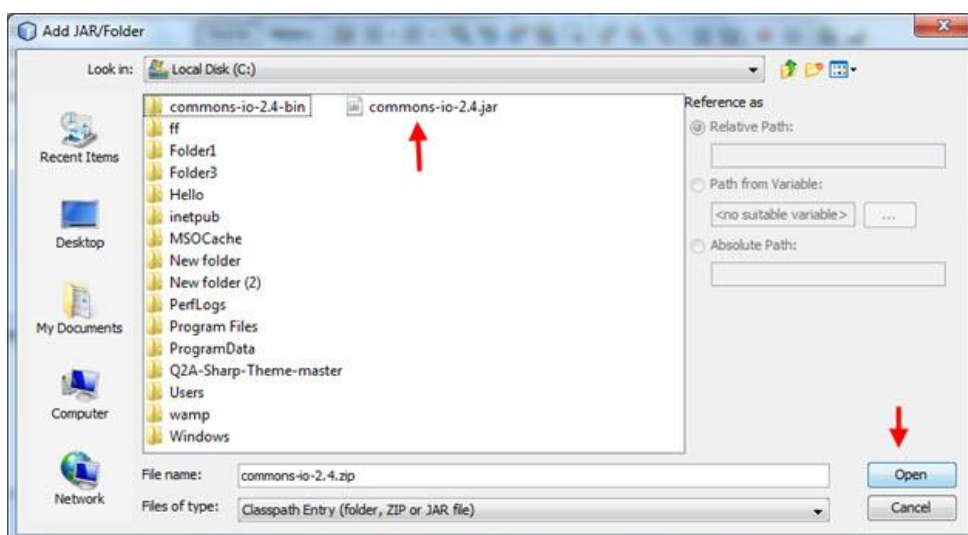 Add JAR/Folder
Look in: Local Disk (C:)
Recent Items
Desktop
My Documents
Computer
Network
commons-io-2.4-bin
ff
Folder1
Folder3
Hello
inetpub
MSOCache
New folder
New folder (2)
PerfLogs
Program Files
ProgramData
Q2A-Sharp-Theme-master
Users
wamp
Windows
commons-io-2.4.jar
Reference as
Relative Path:
Path from Variable:
<no suitable variable> ...
Absolute Path:
File name: commons-io-2.4.zip
Open
Files of type: Classpath Entry (folder, ZIP or JAR file)
Cancel